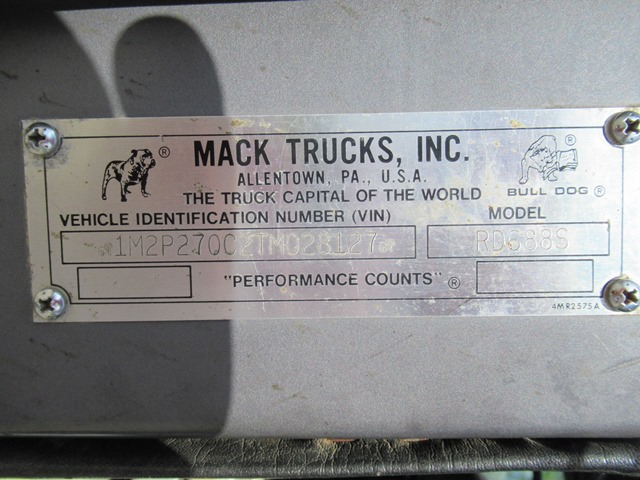 MACK TRUCKS, INC.
ALLENTOWN, PA., U.S.A.
THE TRUCK CAPITAL OF THE WORLD
BULL DOG ®
VEHICLE IDENTIFICATION NUMBER (VIN) MODEL
1M2P270C2TM028127 RD688S
"PERFORMANCE COUNTS" ®
4MR2575A